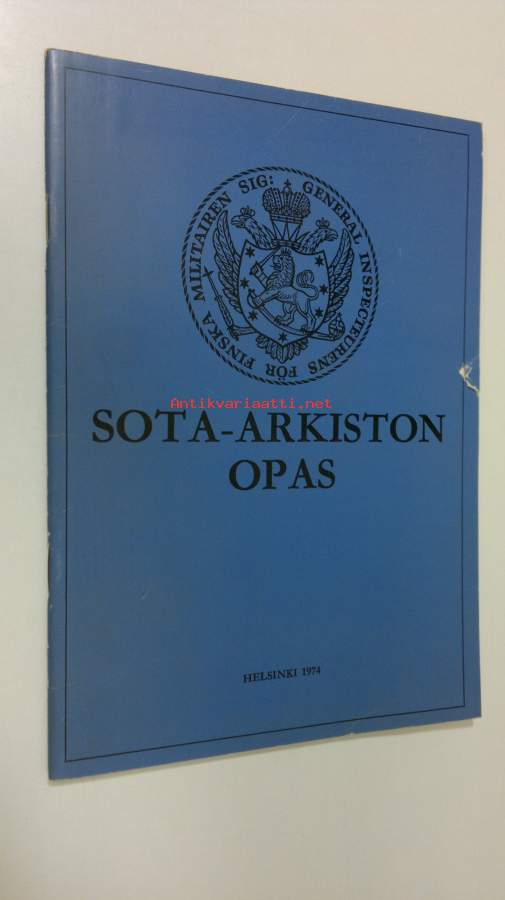 GENERAL INSPECTEURENS FÖR FINSKA MILITAIREN SIG:
Antikvariaatti.net
SOTA-ARKISTON
OPAS
HELSINKI 1974